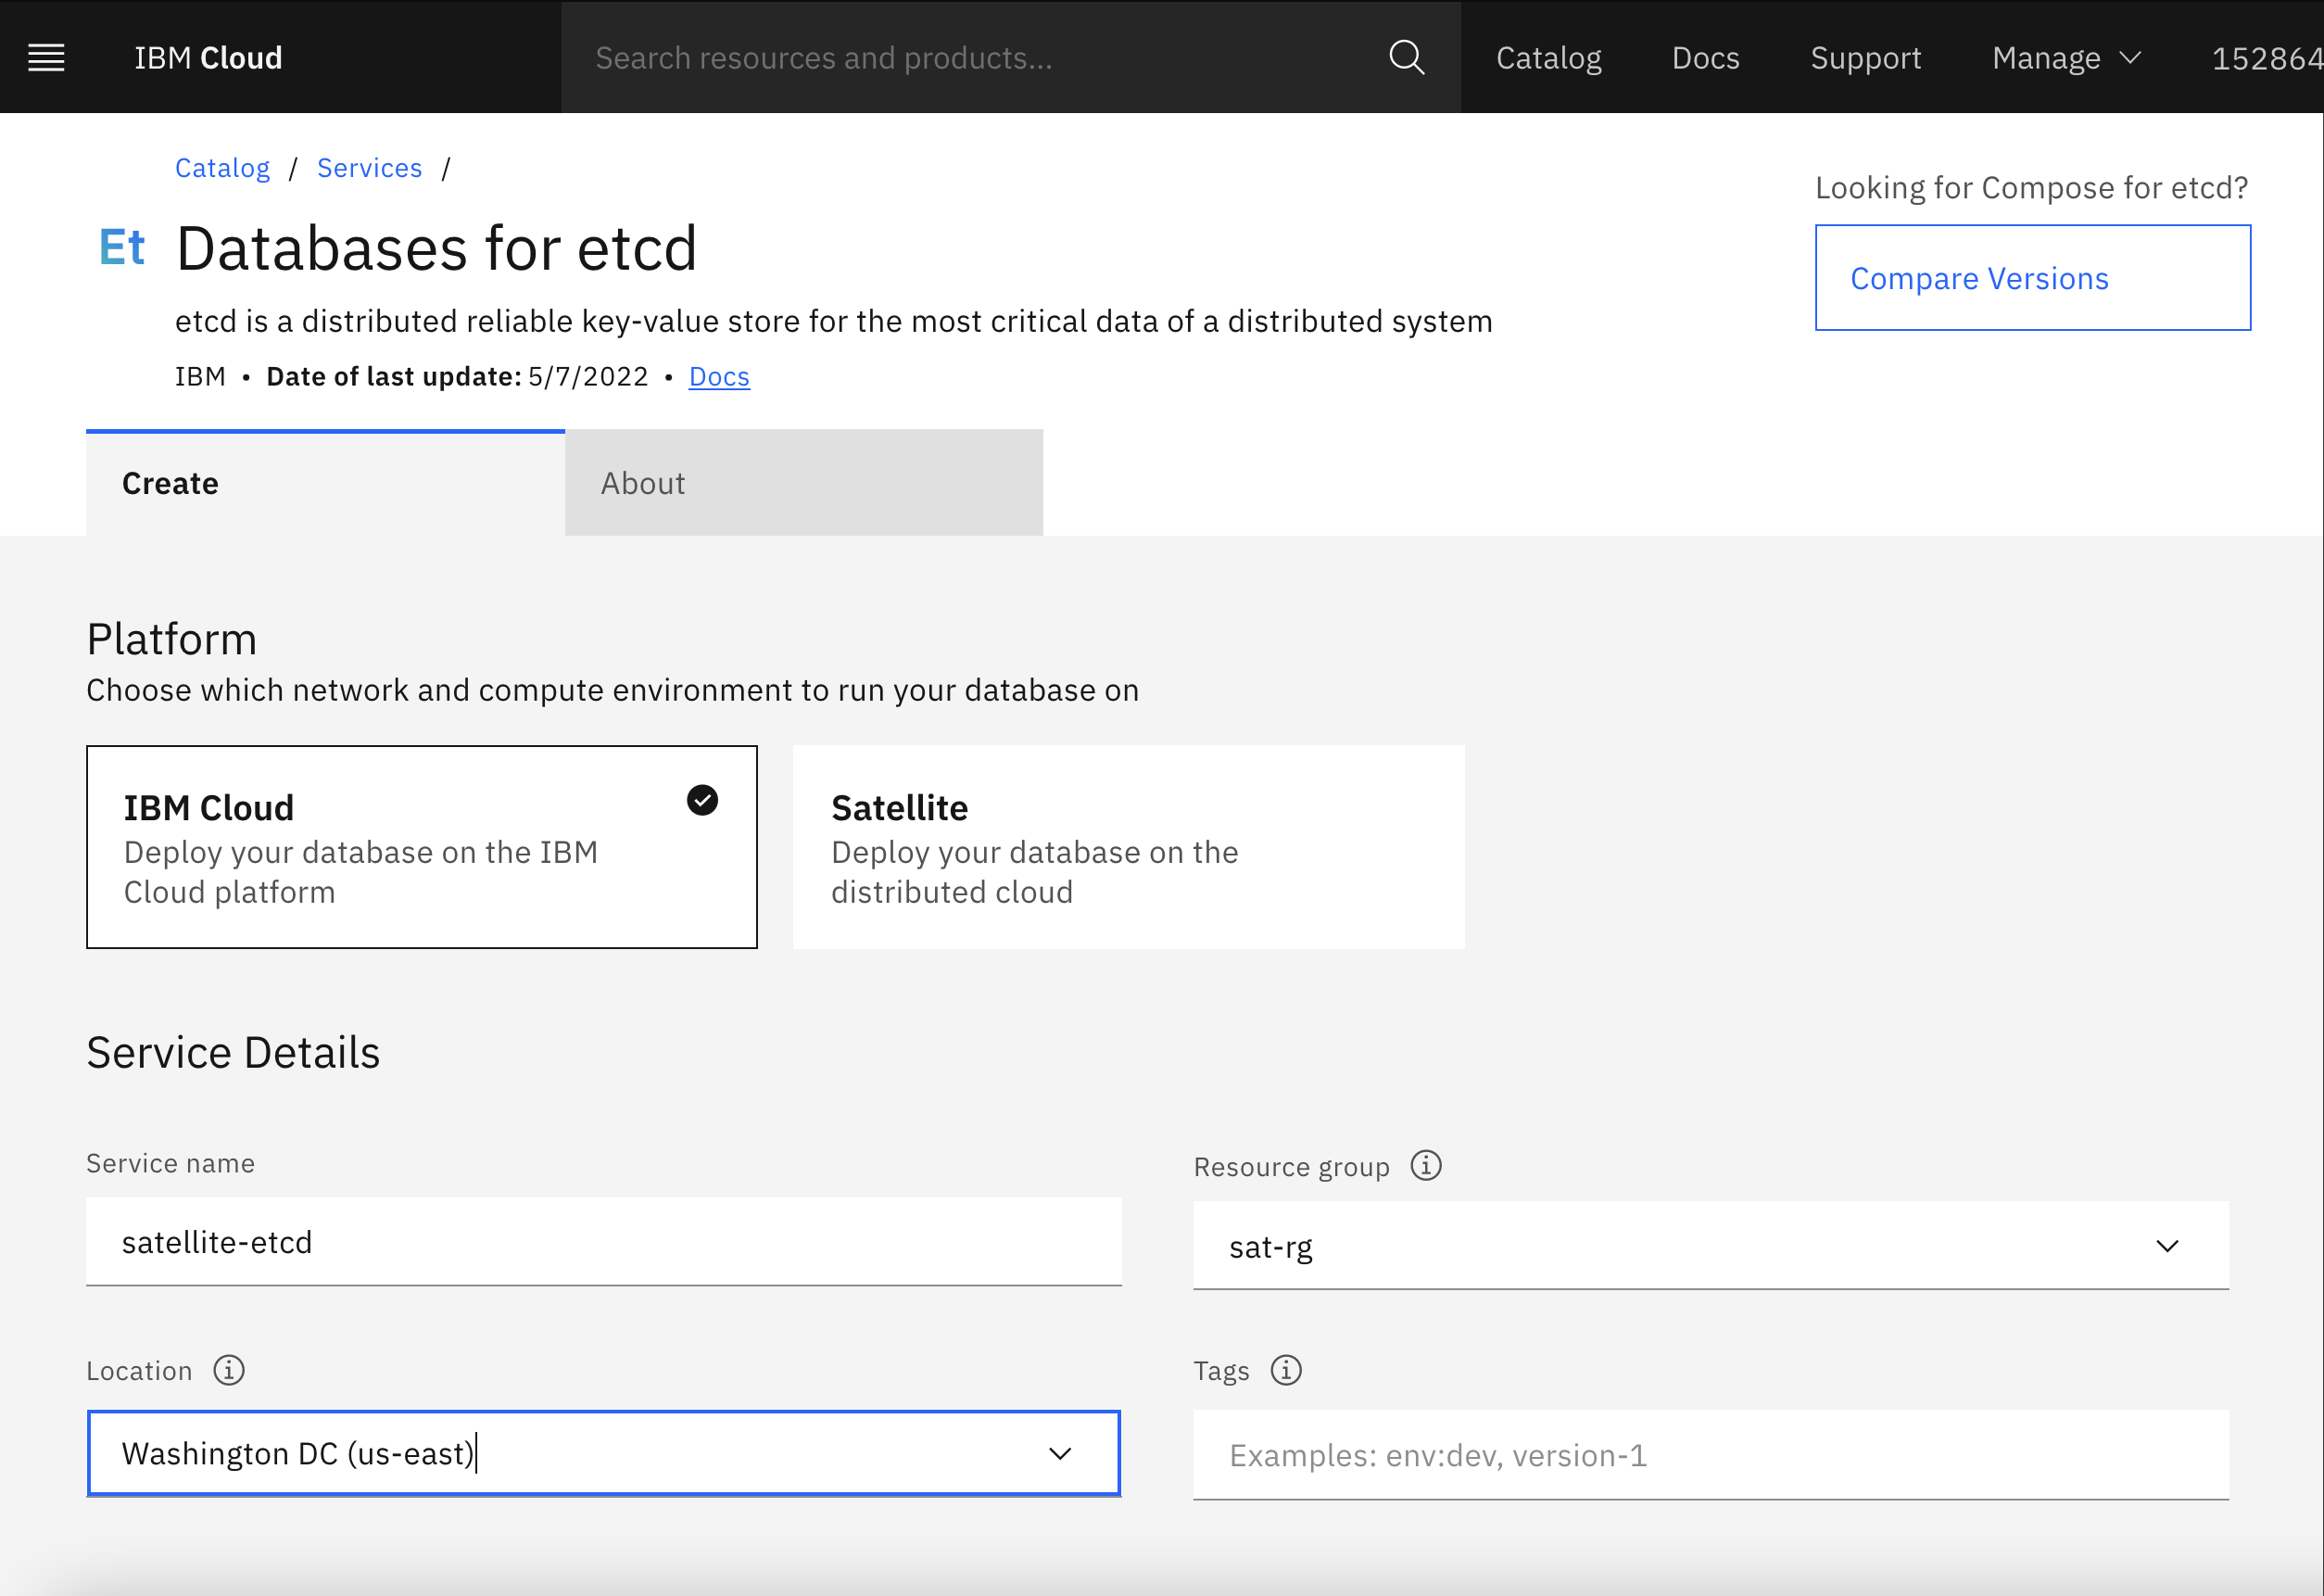 IBM Cloud
Search resources and products...
Catalog
Docs
Support
Manage
152864
Catalog / Services /
Looking for Compose for etcd?
Et
Databases for etcd
Compare Versions
etcd is a distributed reliable key-value store for the most critical data of a distributed system
IBM • Date of last update: 5/7/2022 • Docs
Create
About
Platform
Choose which network and compute environment to run your database on
IBM Cloud
Deploy your database on the IBM
Cloud platform
Satellite
Deploy your database on the
distributed cloud
Service Details
Service name
satellite-etcd
Resource group
sat-rg
Location
Washington DC (us-east)
Tags
Examples: env:dev, version-1